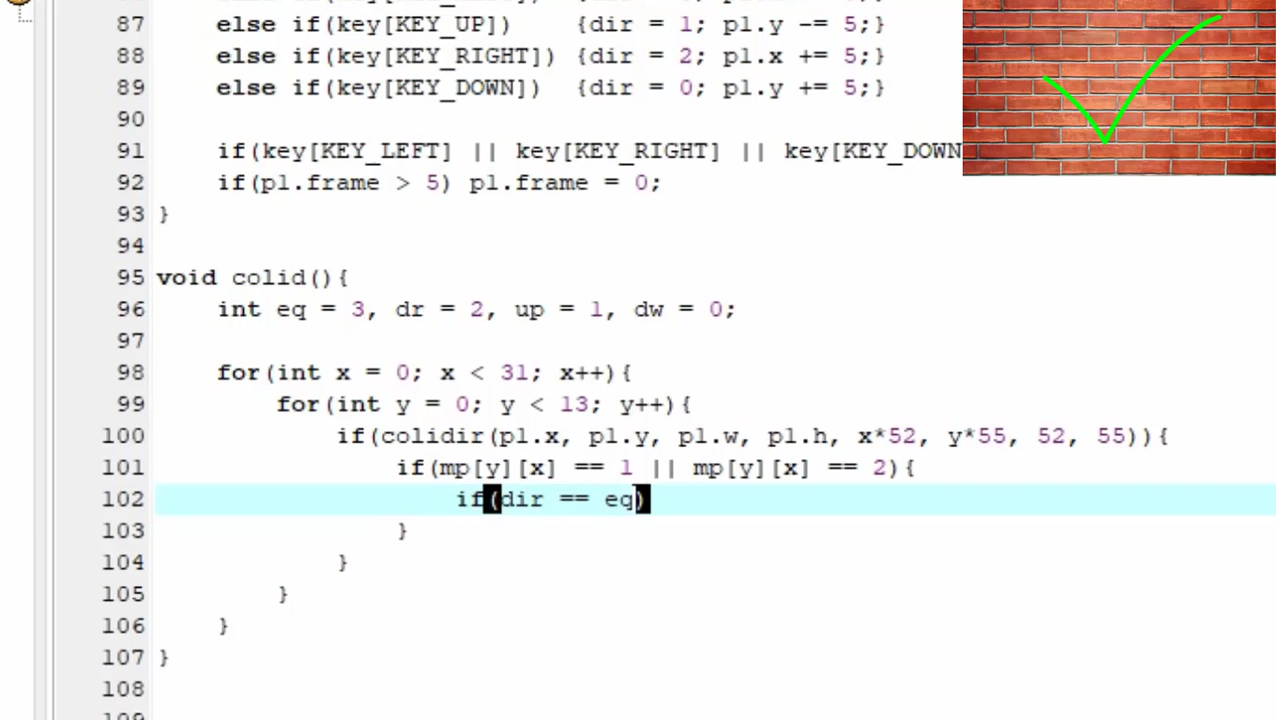 87 else if(key[KEY_UP]) {dir = 1; pl.y -= 5;}
88 else if(key[KEY_RIGHT]) {dir = 2; pl.x += 5;}
89 else if(key[KEY_DOWN]) {dir = 0; pl.y += 5;}
90
91 if(key[KEY_LEFT] || key[KEY_RIGHT] || key[KEY_DOWN
92 if(pl.frame > 5) pl.frame = 0;
93 }
94
95 void colid(){
96 int eq = 3, dr = 2, up = 1, dw = 0;
97
98 for(int x = 0; x < 31; x++){
99 for(int y = 0; y < 13; y++){
100 if(colidir(pl.x, pl.y, pl.w, pl.h, x*52, y*55, 52, 55)){
101 if(mp[y][x] == 1 || mp[y][x] == 2){
102 if(dir == eq)
103 }
104 }
105 }
106 }
107 }
108